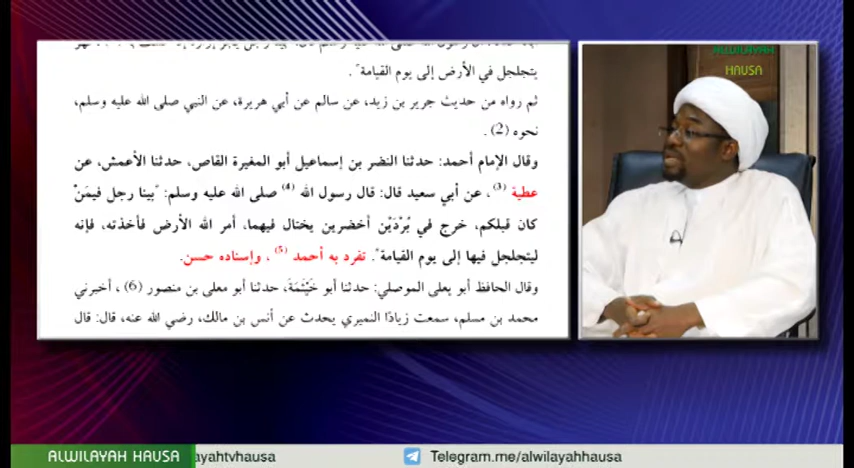 يتجلجل في الأرض إلى يوم القيامة".
ثم رواه من حديث جرير بن زيد، عن سالم عن أبي هريرة، عن النبي صلى الله عليه وسلم،
نحوه (2) .
وقال الإمام أحمد: حدثنا النضر بن إسماعيل أبو المغيرة القاص، حدثنا الأعمش، عن
عطية (3) ، عن أبي سعيد قال: قال رسول الله (4) صلى الله عليه وسلم: "بينا رجل فيمَنْ
كان قبلكم، خرج في بُرْدَيْن أخضرين يختال فيهما، أمر الله الأرض فأخذته، فإنه
ليتجلجل فيها إلى يوم القيامة". تفرد به أحمد (5) ، وإسناده حسن.
وقال الحافظ أبو يعلى الموصلي: حدثنا أبو خَيْثَمَةَ، حدثنا أبو معلى بن منصور (6) ، أخبرني
محمد بن مسلم، سمعت زيادًا النميري يحدث عن أنس بن مالك، رضي الله عنه، قال: قال
ALWILAYAH
HAUSA
ALWILAYAH HAUSA
ayahtvhausa
Telegram.me/alwilayahhausa